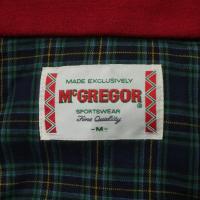 MADE EXCLUSIVELY
McGREGOR®
SPORTSWEAR
Fine Quality
-M-